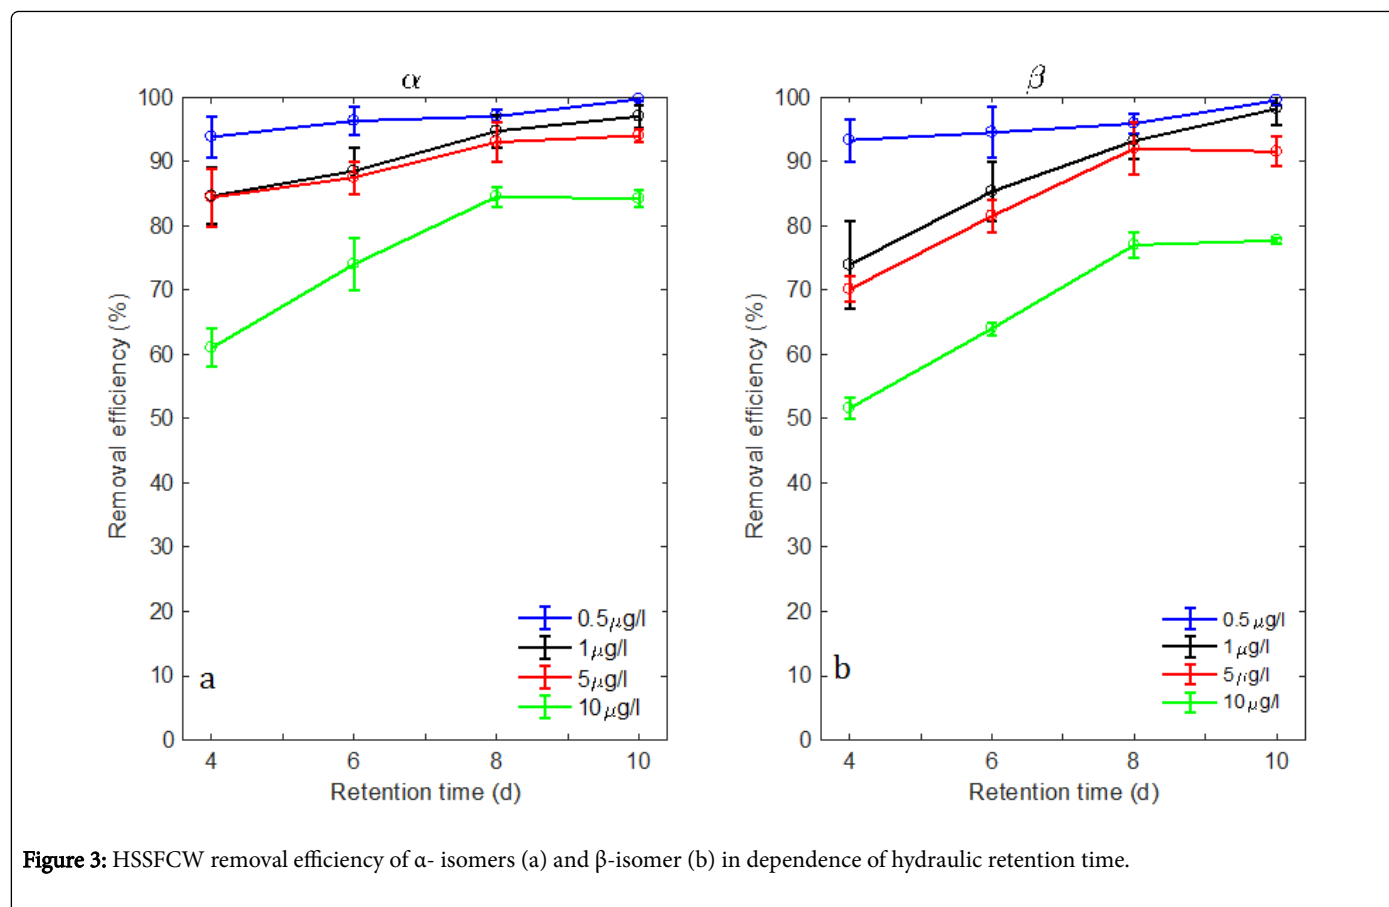 α
100
90
80
70
60
50
40
30
20
10
0
Removal efficiency (%)
4 6 8 10
Retention time (d)
0.5μg/l
1μg/l
5μg/l
10μg/l
a
β
100
90
80
70
60
50
40
30
20
10
0
Removal efficiency (%)
4 6 8 10
Retention time (d)
0.5μg/l
1μg/l
5μg/l
10μg/l
b
Figure 3: HSSFCW removal efficiency of α- isomers (a) and β-isomer (b) in dependence of hydraulic retention time.